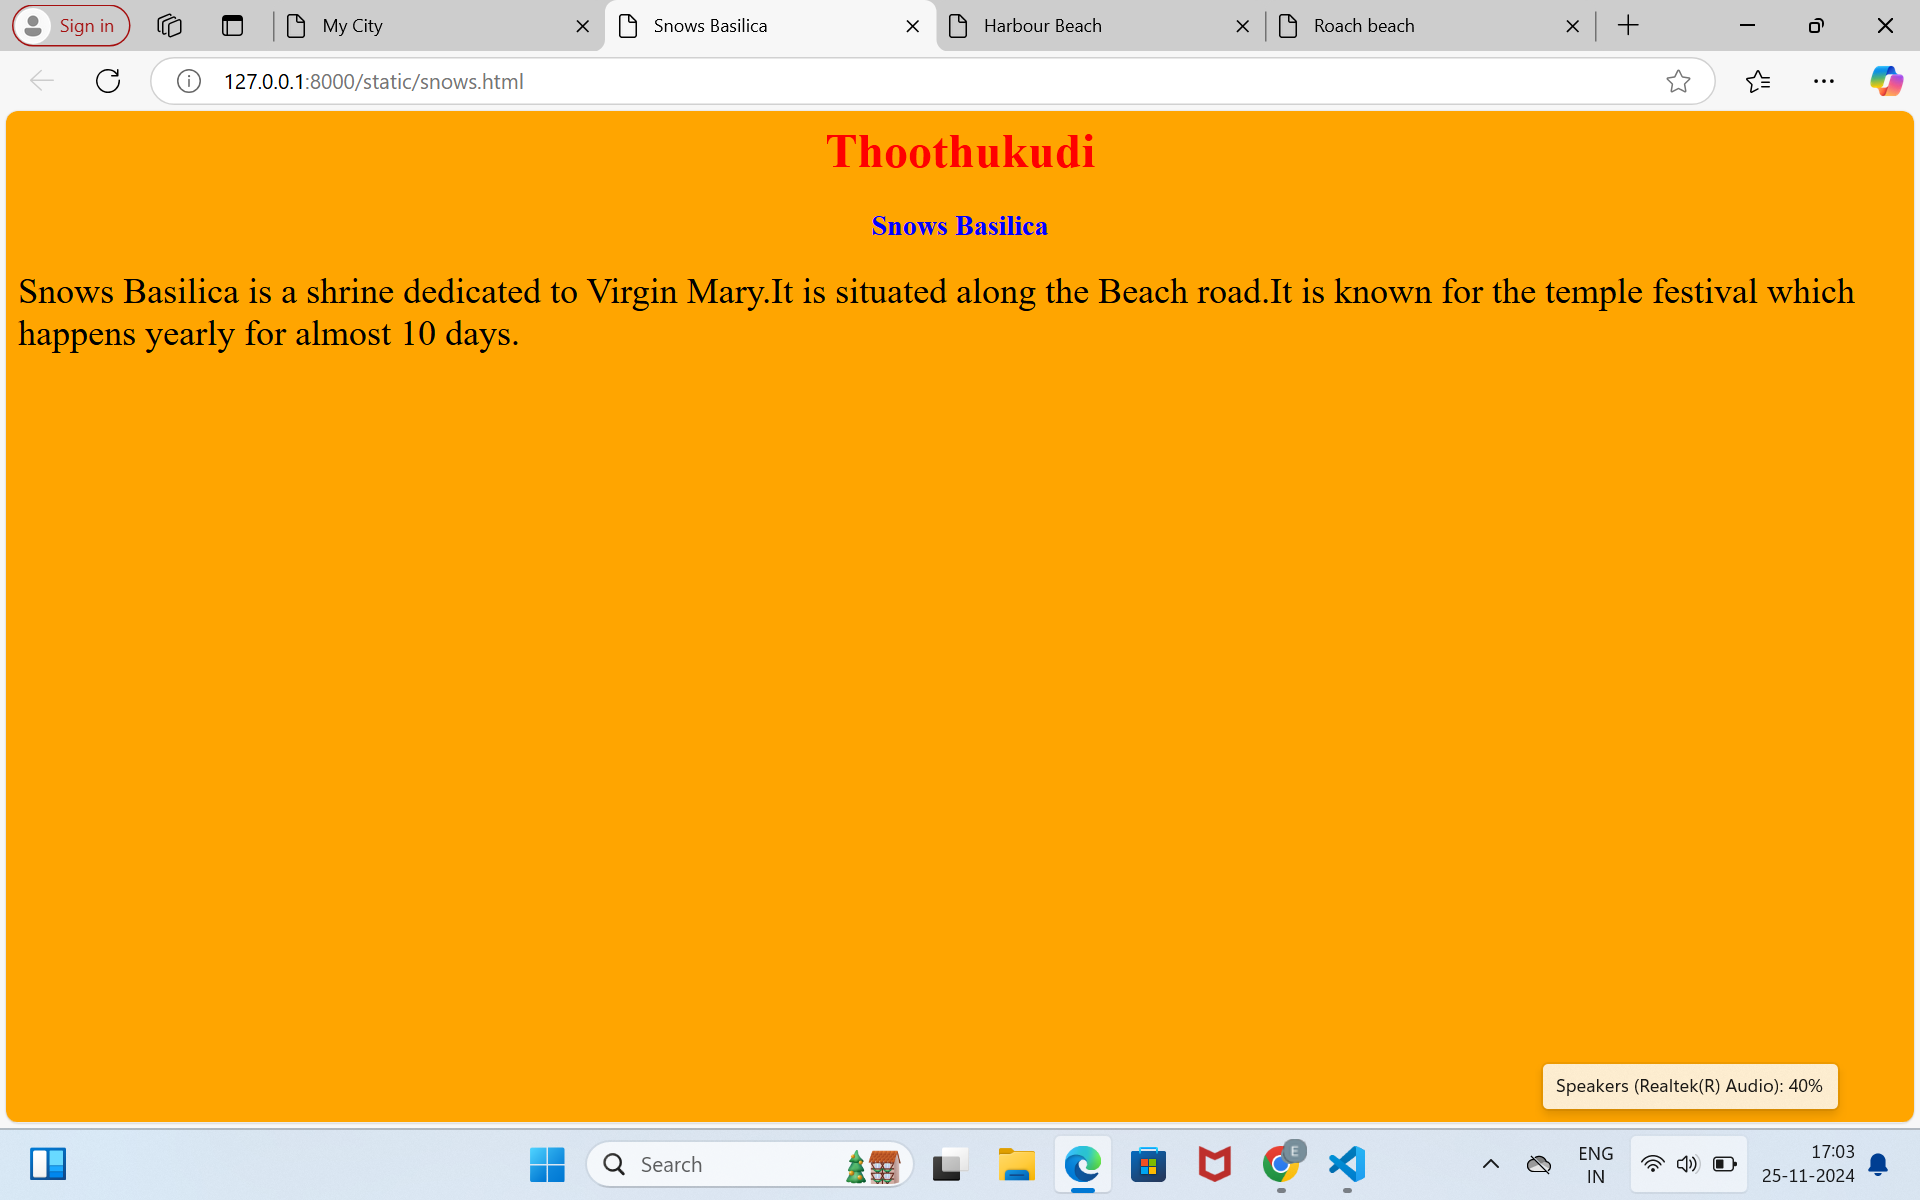 Sign in
My City
Snows Basilica
Harbour Beach
Roach beach
127.0.0.1:8000/static/snows.html
Thoothukudi
Snows Basilica
Snows Basilica is a shrine dedicated to Virgin Mary.It is situated along the Beach road.It is known for the temple festival which
happens yearly for almost 10 days.
Speakers (Realtek(R) Audio): 40%
Search
E
ENG
IN
17:03
25-11-2024